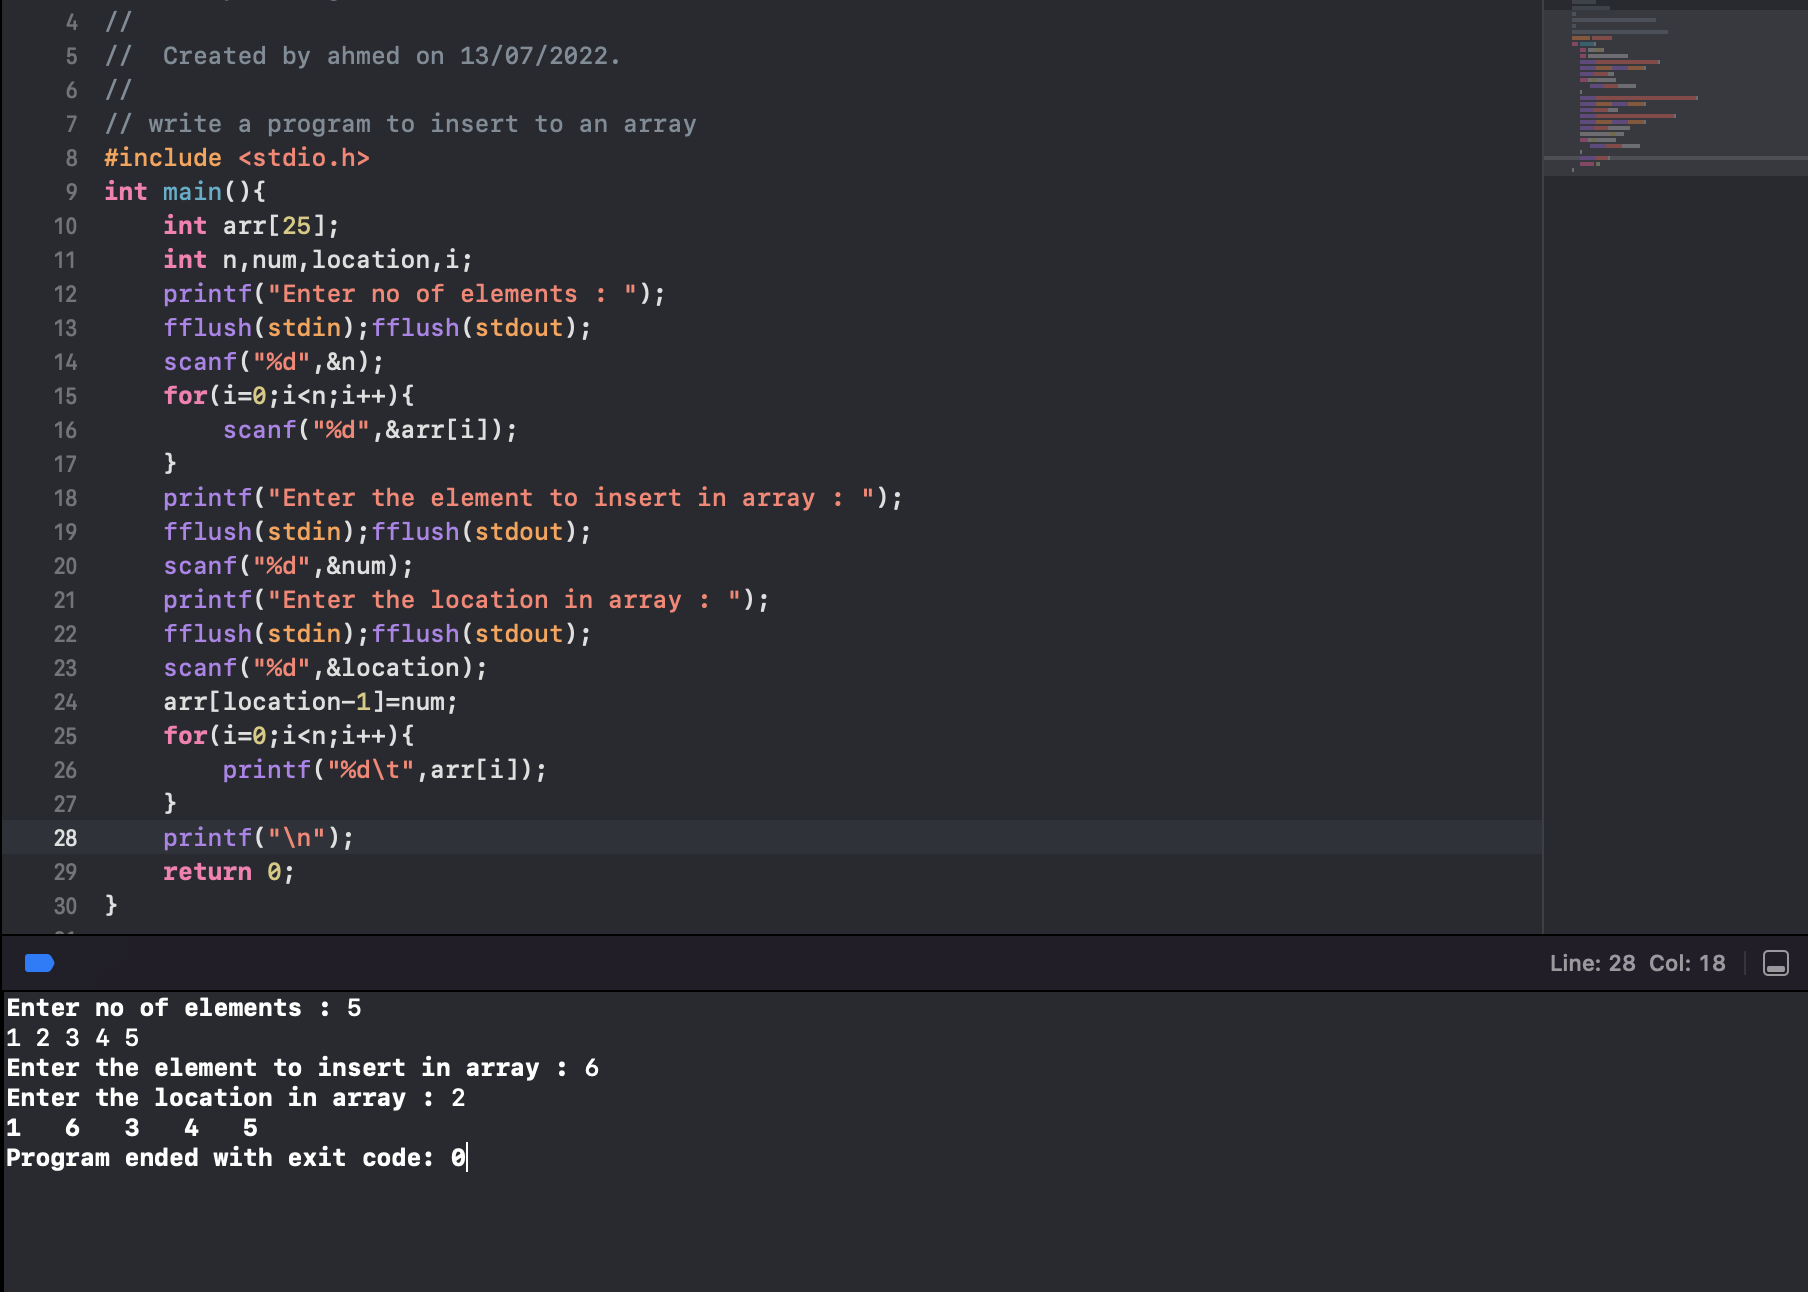 4 //
5 //  Created by ahmed on 13/07/2022.
6 //
7 // write a program to insert to an array
8 #include <stdio.h>
9 int main(){
10     int arr[25];
11     int n,num,location,i;
12     printf("Enter no of elements : ");
13     fflush(stdin);fflush(stdout);
14     scanf("%d",&n);
15     for(i=0;i<n;i++){
16         scanf("%d",&arr[i]);
17     }
18     printf("Enter the element to insert in array : ");
19     fflush(stdin);fflush(stdout);
20     scanf("%d",&num);
21     printf("Enter the location in array : ");
22     fflush(stdin);fflush(stdout);
23     scanf("%d",&location);
24     arr[location-1]=num;
25     for(i=0;i<n;i++){
26         printf("%d\t",arr[i]);
27     }
28     printf("\n");
29     return 0;
30 }
Line: 28  Col: 18
Enter no of elements : 5
1 2 3 4 5
Enter the element to insert in array : 6
Enter the location in array : 2
1   6   3   4   5
Program ended with exit code: 0